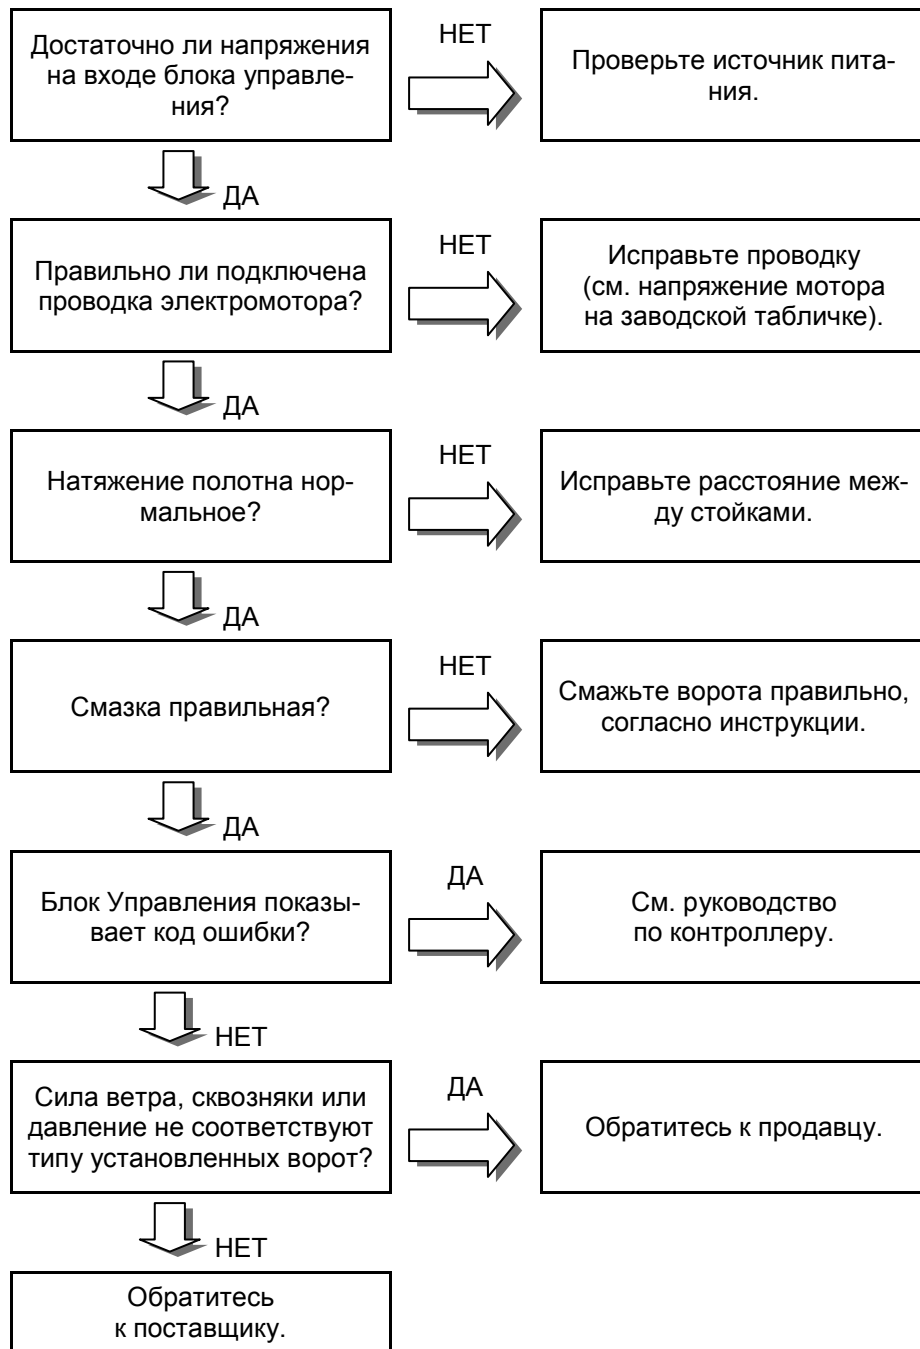 Достаточно ли напряжения
на входе блока управле-
ния?
НЕТ
Проверьте источник пита-
ния.
ДА
Правильно ли подключена
проводка электромотора?
НЕТ
Исправьте проводку
(см. напряжение мотора
на заводской табличке).
ДА
Натяжение полотна нор-
мальное?
НЕТ
Исправьте расстояние меж-
ду стойками.
ДА
Смазка правильная?
НЕТ
Смажьте ворота правильно,
согласно инструкции.
ДА
Блок Управления показы-
вает код ошибки?
ДА
См. руководство
по контроллеру.
НЕТ
Сила ветра, сквозняки или
давление не соответствуют
типу установленных ворот?
ДА
Обратитесь к продавцу.
НЕТ
Обратитесь
к поставщику.